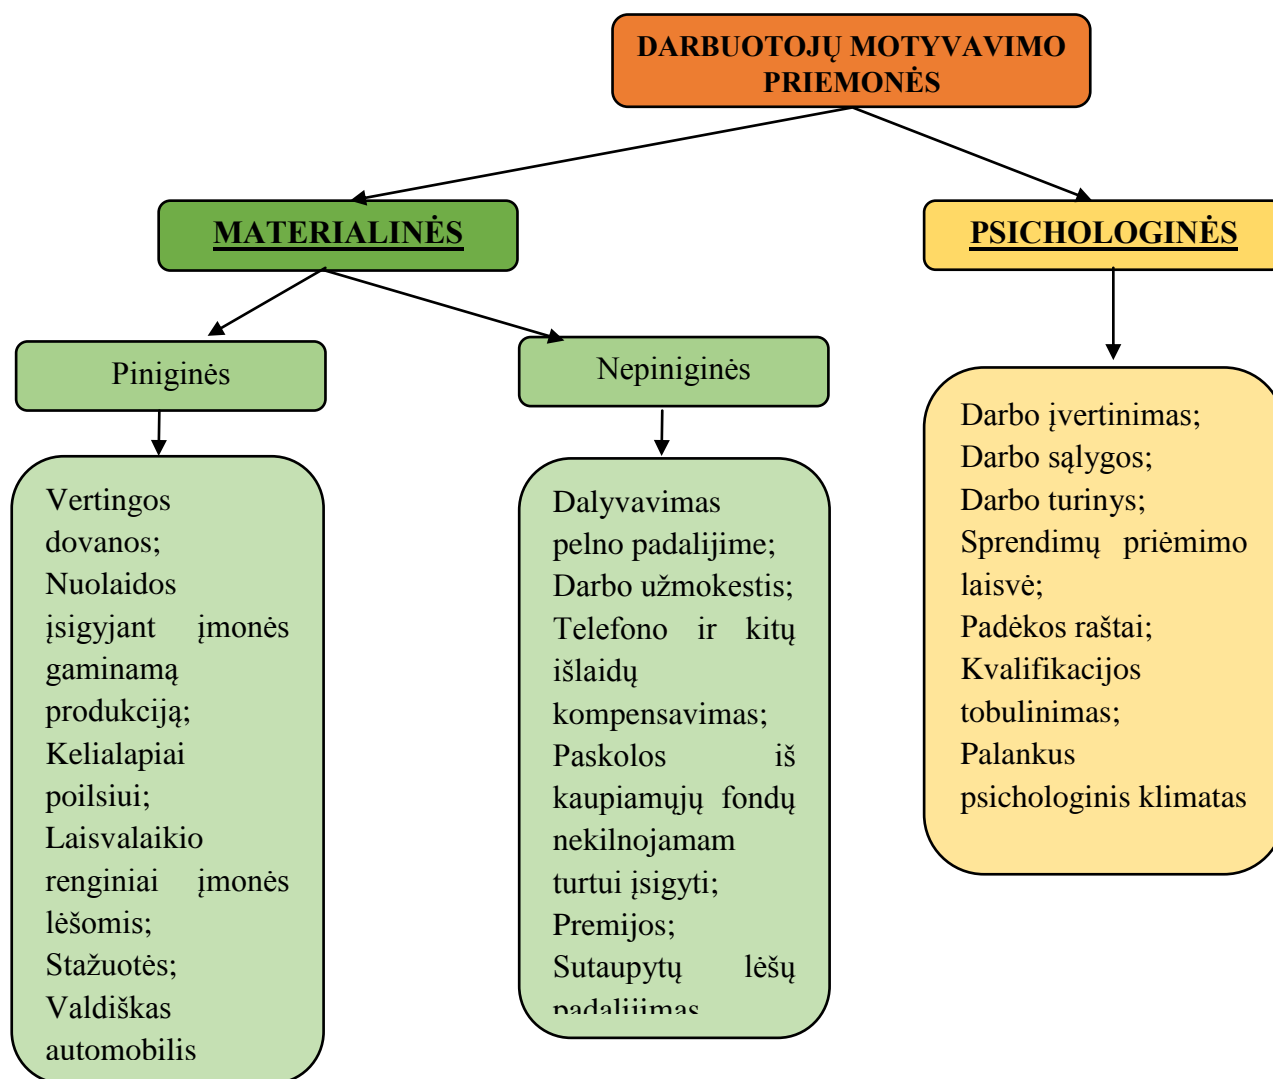 DARBUOTOJŲ MOTYVAVIMO
PRIEMONĖS
MATERIALINĖS
PSICHOLOGINĖS
Piniginės
Nepiniginės
Vertingos
dovanos;
Nuolaidos
įsigyjant įmonės
gaminamą
produkciją;
Kelialapiai
poilsiui;
Laisvalaikio
renginiai įmonės
lėšomis;
Stažuotės;
Valdiškas
automobilis
Dalyvavimas
pelno padalijime;
Darbo užmokestis;
Telefono ir kitų
išlaidų
kompensavimas;
Paskolos iš
kaupiamųjų fondų
nekilnojamam
turtui įsigyti;
Premijos;
Sutaupytų lėšų
padalijimas
Darbo įvertinimas;
Darbo sąlygos;
Darbo turinys;
Sprendimų priėmimo
laisvė;
Padėkos raštai;
Kvalifikacijos
tobulinimas;
Palankus
psichologinis klimatas